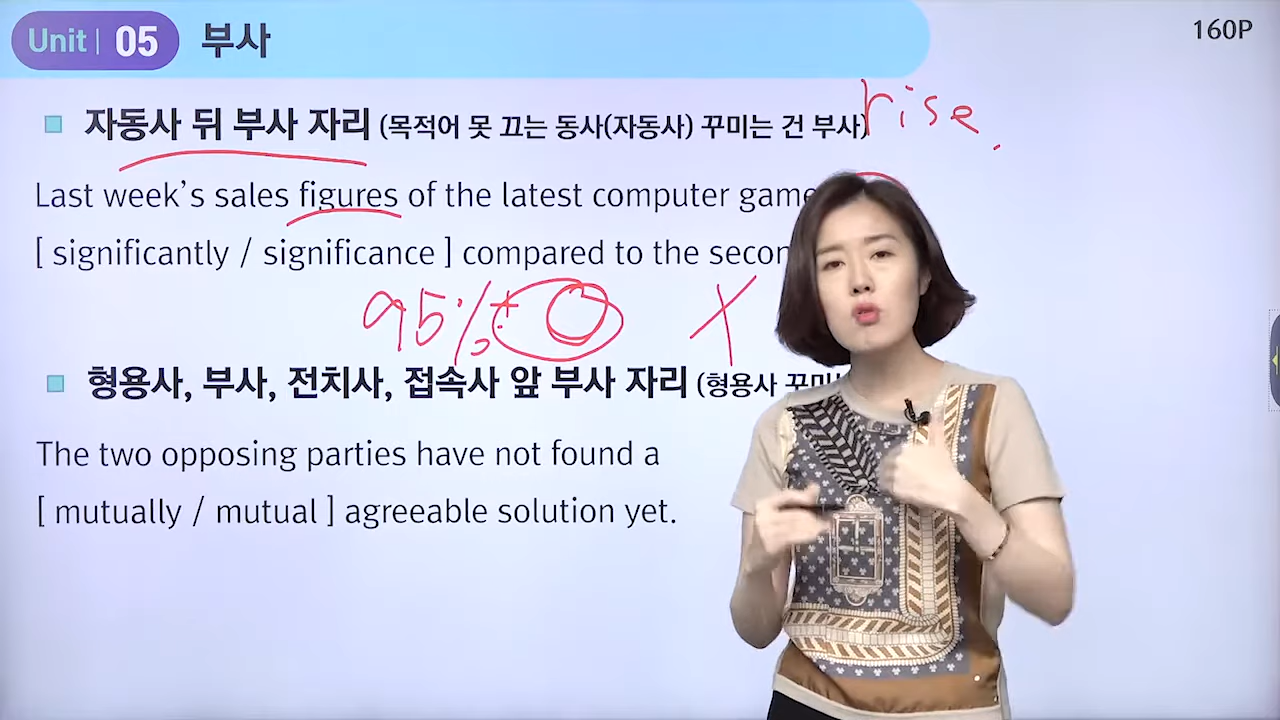 Unit 05 부사
160P
자동사 뒤 부사 자리 (목적어 못 끄는 동사(자동사) 꾸미는 건 부사)
rise
Last week's sales figures of the latest computer game
[ significantly / significance ] compared to the
95%
형용사, 부사, 전치사, 접속사 앞 부사 자리 (형용사
The two opposing parties have not found a
[ mutually / mutual ] agreeable solution yet.